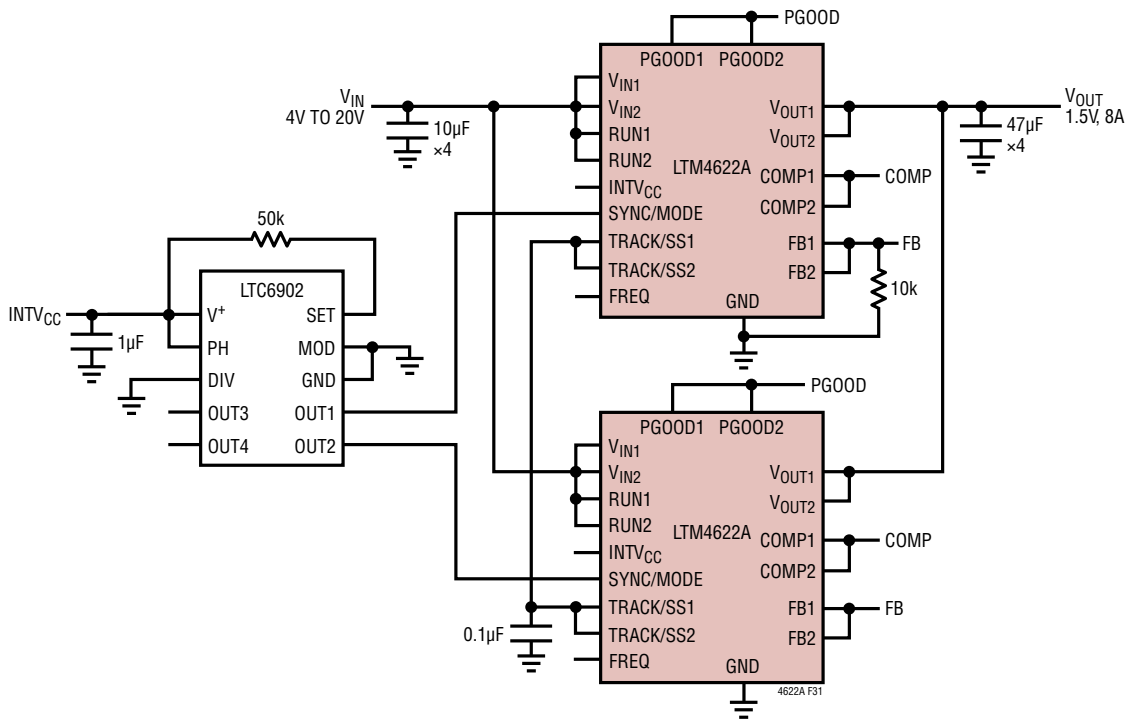 PGOOD
PGOOD1 PGOOD2
VIN
4V TO 20V
10µF
×4
VIN1
VIN2
RUN1
RUN2
INTVCC
SYNC/MODE
TRACK/SS1
TRACK/SS2
FREQ
LTM4622A
GND
VOUT1
VOUT2
COMP1
COMP2
FB1
FB2
COMP
FB
10k
VOUT
1.5V, 8A
47µF
×4
50k
LTC6902
INTVCC
1µF
V+
PH
DIV
OUT3
OUT4
SET
MOD
GND
OUT1
OUT2
PGOOD
PGOOD1 PGOOD2
VIN1
VIN2
RUN1
RUN2
INTVCC
SYNC/MODE
TRACK/SS1
TRACK/SS2
FREQ
0.1µF
LTM4622A
GND
VOUT1
VOUT2
COMP1
COMP2
FB1
FB2
COMP
FB
4622A F31